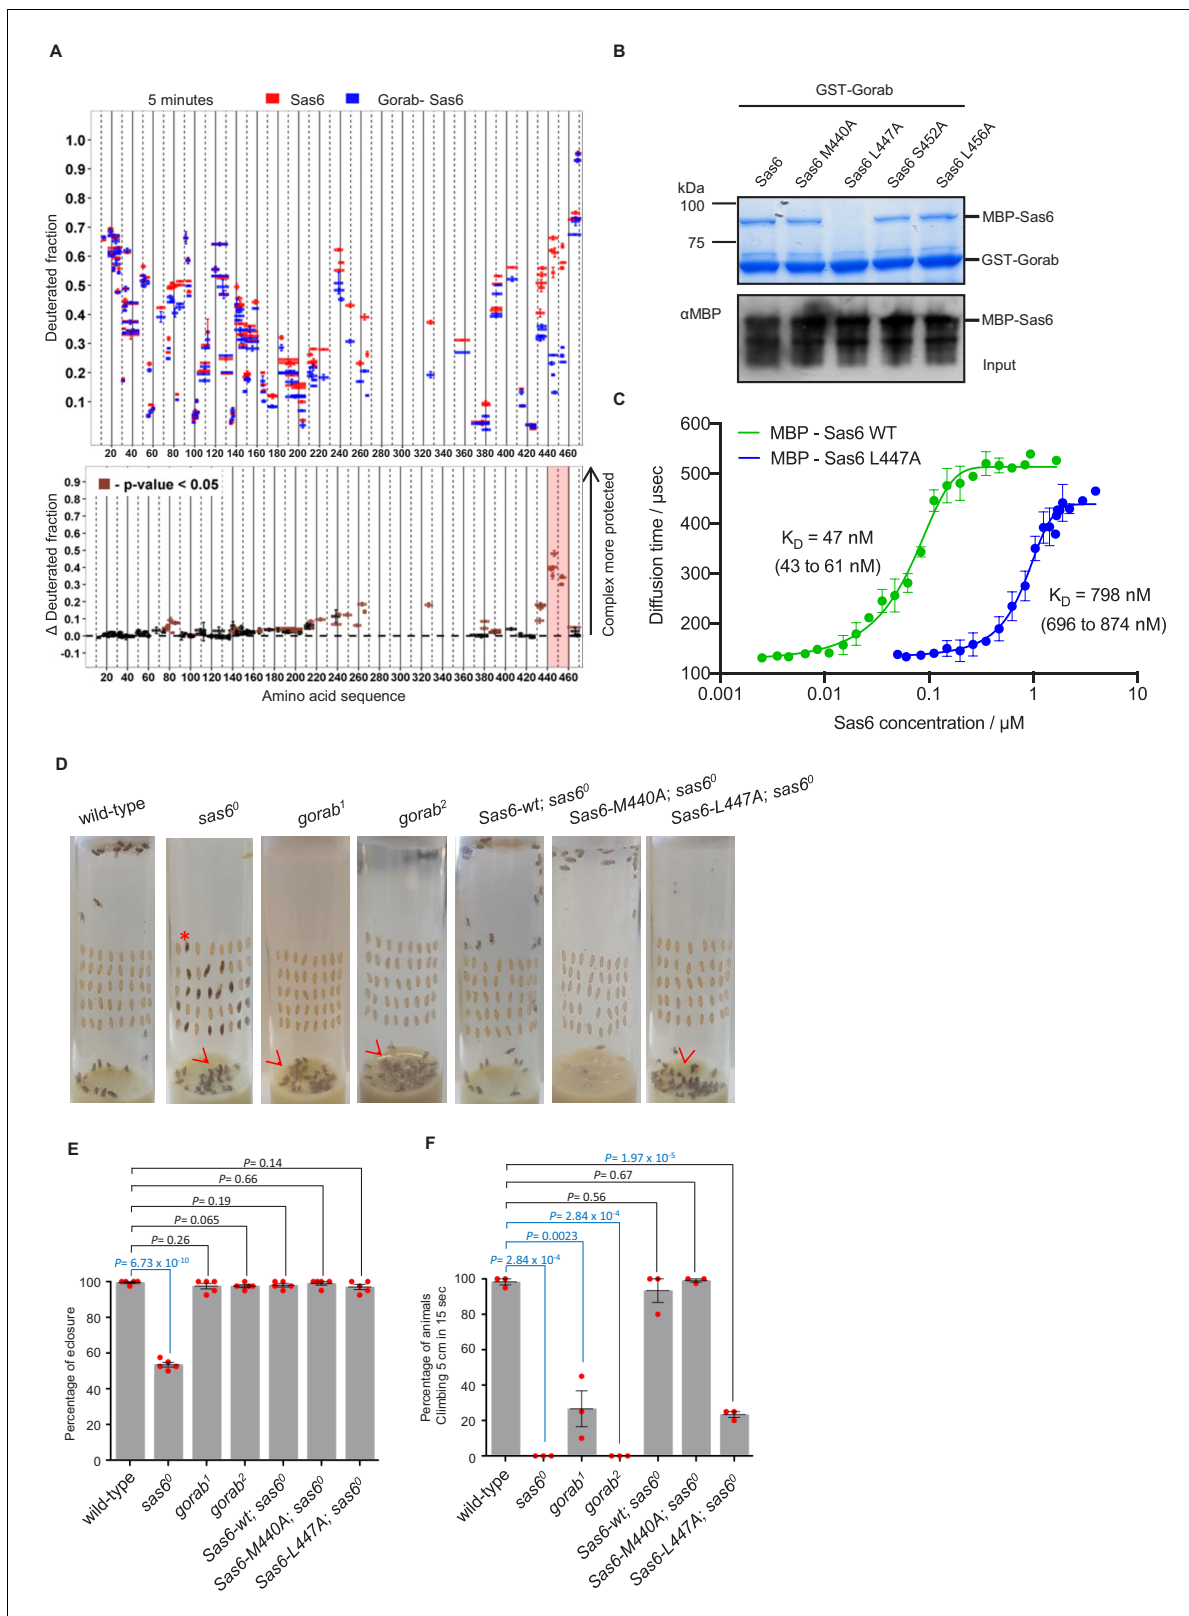 A
5 minutes
Sas6
Gorab- Sas6
Deuterated fraction
1.0
0.9
0.8
0.7
0.6
0.5
0.4
0.3
0.2
0.1
20 40 60 80 100 120 140 160 180 200 220 240 260 280 300 320 340 360 380 400 420 440 460
- p-value < 0.05
Δ Deuterated fraction
0.9
0.8
0.7
0.6
0.5
0.4
0.3
0.2
0.1
0.0
-0.1
20 40 60 80 100 120 140 160 180 200 220 240 260 280 300 320 340 360 380 400 420 440 460
Amino acid sequence
Complex more protected
B
GST-Gorab
Sas6
Sas6 M440A
Sas6 L447A
Sas6 S452A
Sas6 L456A
kDa
100
75
MBP-Sas6
GST-Gorab
αMBP
MBP-Sas6
Input
C
MBP - Sas6 WT
MBP - Sas6 L447A
Diffusion time / μsec
600
500
400
300
200
100
K_D = 47 nM
(43 to 61 nM)
K_D = 798 nM
(696 to 874 nM)
0.001 0.01 0.1 1 10
Sas6 concentration / μM
D
wild-type
sas6⁰
gorab¹
gorab²
Sas6-wt; sas6⁰
Sas6-M440A; sas6⁰
Sas6-L447A; sas6⁰
*
E
P= 0.14
P= 0.66
P= 0.19
P= 0.065
P= 0.26
P= 6.73 x 10⁻¹⁰
Percentage of eclosure
100
80
60
40
20
0
wild-type
sas6⁰
gorab¹
gorab²
Sas6-wt; sas6⁰
Sas6-M440A; sas6⁰
Sas6-L447A; sas6⁰
F
P= 1.97 x 10⁻⁵
P= 0.67
P= 0.56
P= 2.84 x 10⁻⁴
P= 0.0023
P= 2.84 x 10⁻⁴
Percentage of animals
Climbing 5 cm in 15 sec
100
80
60
40
20
0
wild-type
sas6⁰
gorab¹
gorab²
Sas6-wt; sas6⁰
Sas6-M440A; sas6⁰
Sas6-L447A; sas6⁰